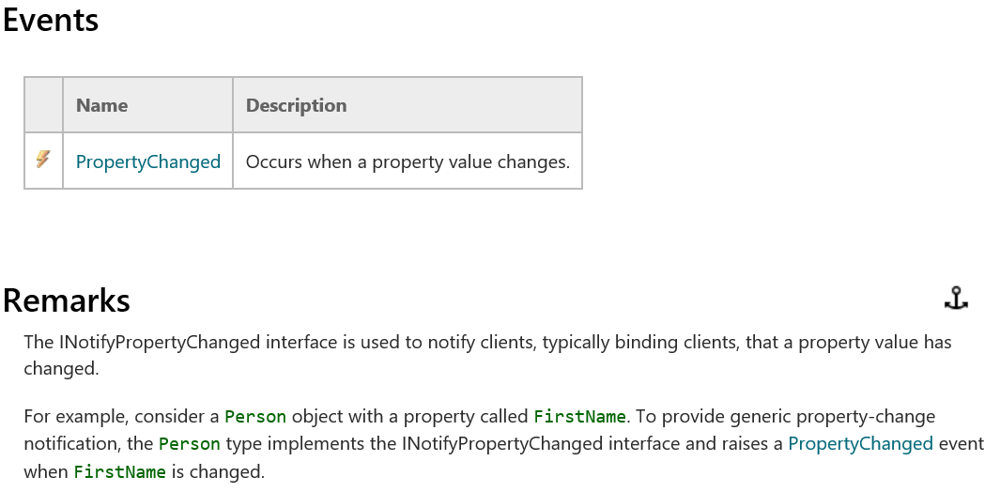 Events
Name Description
PropertyChanged Occurs when a property value changes.
Remarks
The INotifyPropertyChanged interface is used to notify clients, typically binding clients, that a property value has
changed.
For example, consider a Person object with a property called FirstName. To provide generic property-change
notification, the Person type implements the INotifyPropertyChanged interface and raises a PropertyChanged event
when FirstName is changed.